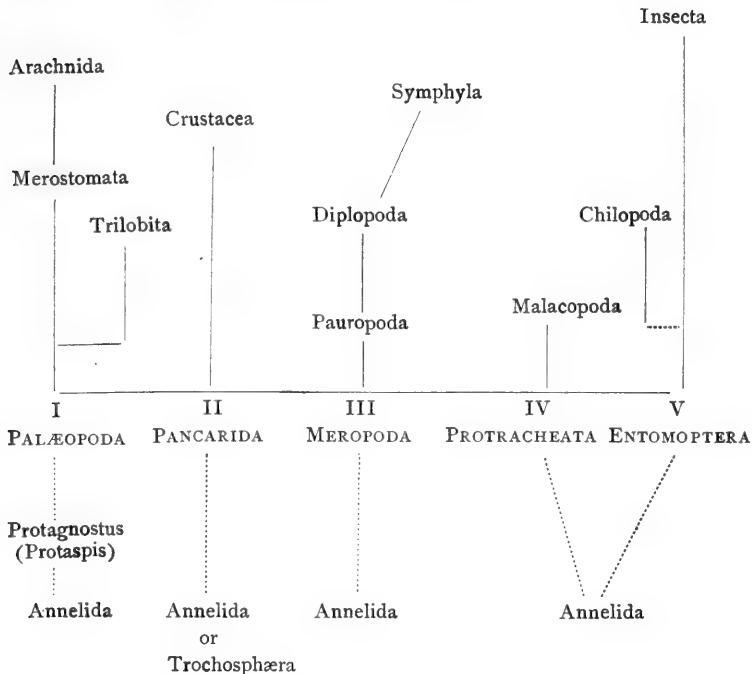 Insecta
Arachnida
Symphyla
Crustacea
Merostomata
Trilobita
Diplopoda
Chilopoda
Pauropoda
Malacopoda
I II III IV V
PALÆOPODA PANCARIDA MEROPODA PROTRACHEATA ENTOMOPTERA
Protagnostus
(Protaspis)
Annelida Annelida Annelida Annelida
or
Trochosphæra